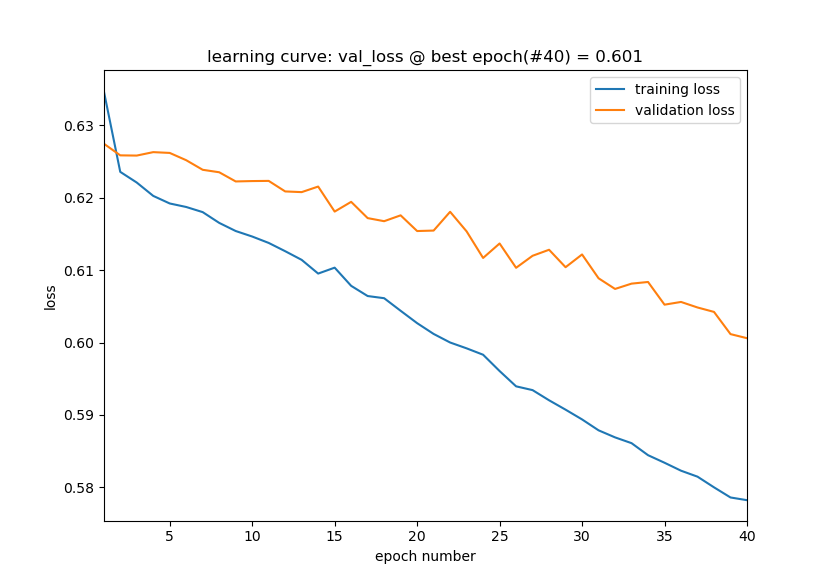 learning curve: val_loss @ best epoch(#40) = 0.601
training loss
validation loss
0.63
0.62
0.61
0.60
0.59
0.58
loss
5
10
15
20
25
30
35
40
epoch number